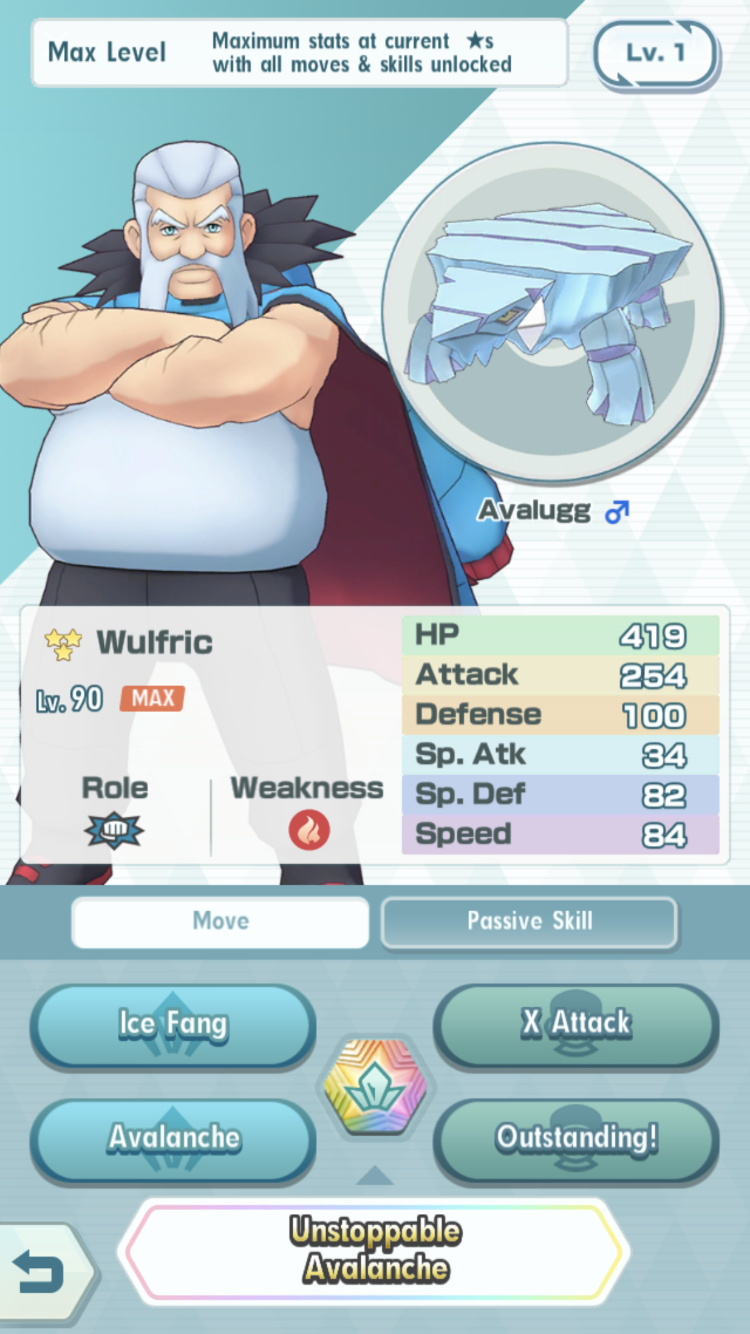 Max Level
Maximum stats at current ★s
with all moves & skills unlocked
Lv. 1
Avalugg ♂
Wulfric
Lv. 90 MAX
Role
Weakness
HP 419
Attack 254
Defense 100
Sp. Atk 34
Sp. Def 82
Speed 84
Move
Passive Skill
Ice Fang
X Attack
Avalanche
Outstanding!
Unstoppable
Avalanche